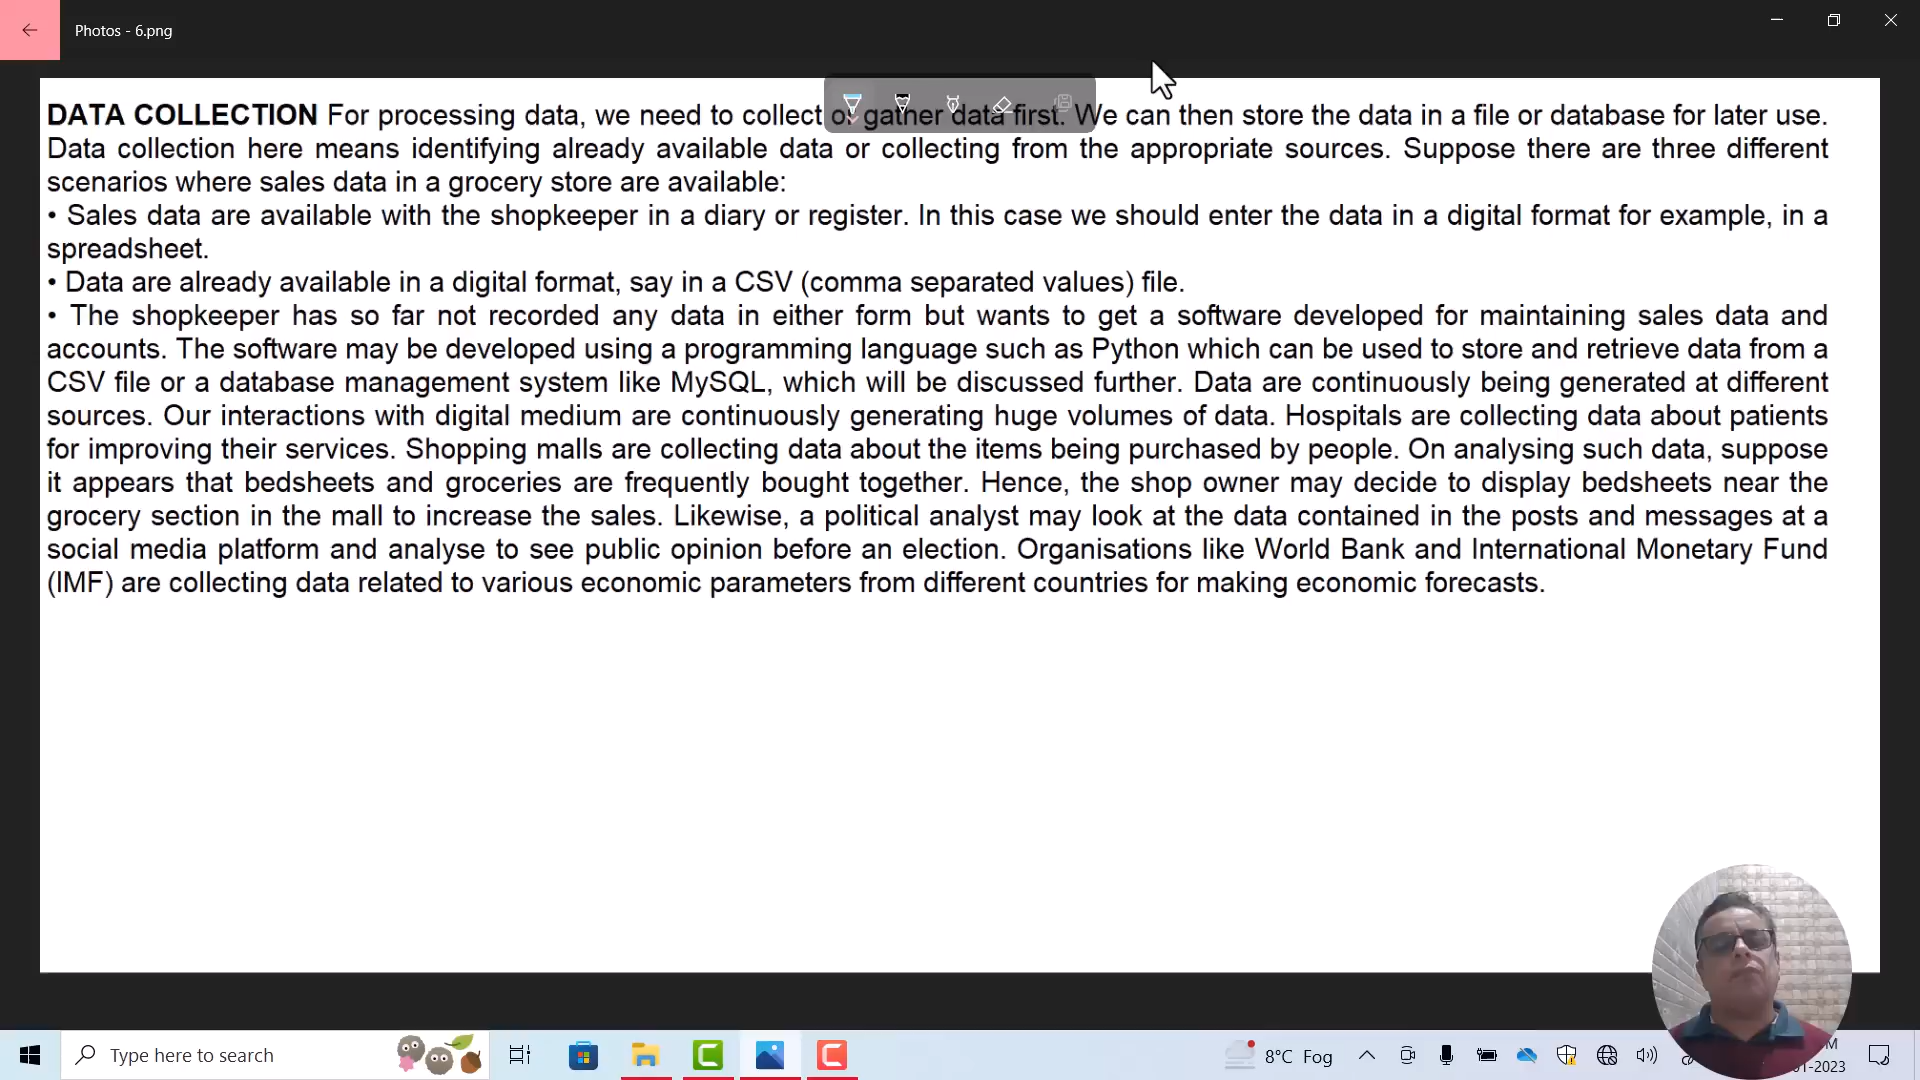 Photos - 6.png
DATA COLLECTION For processing data, we need to collect or gather data first. We can then store the data in a file or database for later use.
Data collection here means identifying already available data or collecting from the appropriate sources. Suppose there are three different
scenarios where sales data in a grocery store are available:
• Sales data are available with the shopkeeper in a diary or register. In this case we should enter the data in a digital format for example, in a
spreadsheet.
• Data are already available in a digital format, say in a CSV (comma separated values) file.
• The shopkeeper has so far not recorded any data in either form but wants to get a software developed for maintaining sales data and
accounts. The software may be developed using a programming language such as Python which can be used to store and retrieve data from a
CSV file or a database management system like MySQL, which will be discussed further. Data are continuously being generated at different
sources. Our interactions with digital medium are continuously generating huge volumes of data. Hospitals are collecting data about patients
for improving their services. Shopping malls are collecting data about the items being purchased by people. On analysing such data, suppose
it appears that bedsheets and groceries are frequently bought together. Hence, the shop owner may decide to display bedsheets near the
grocery section in the mall to increase the sales. Likewise, a political analyst may look at the data contained in the posts and messages at a
social media platform and analyse to see public opinion before an election. Organisations like World Bank and International Monetary Fund
(IMF) are collecting data related to various economic parameters from different countries for making economic forecasts.
Type here to search
8°C Fog
M
-2023